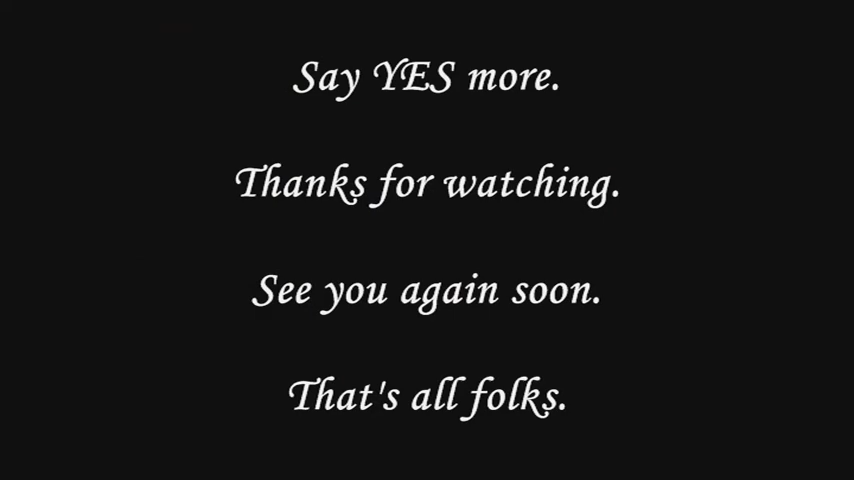 Say YES more.
Thanks for watching.
See you again soon.
That's all folks.